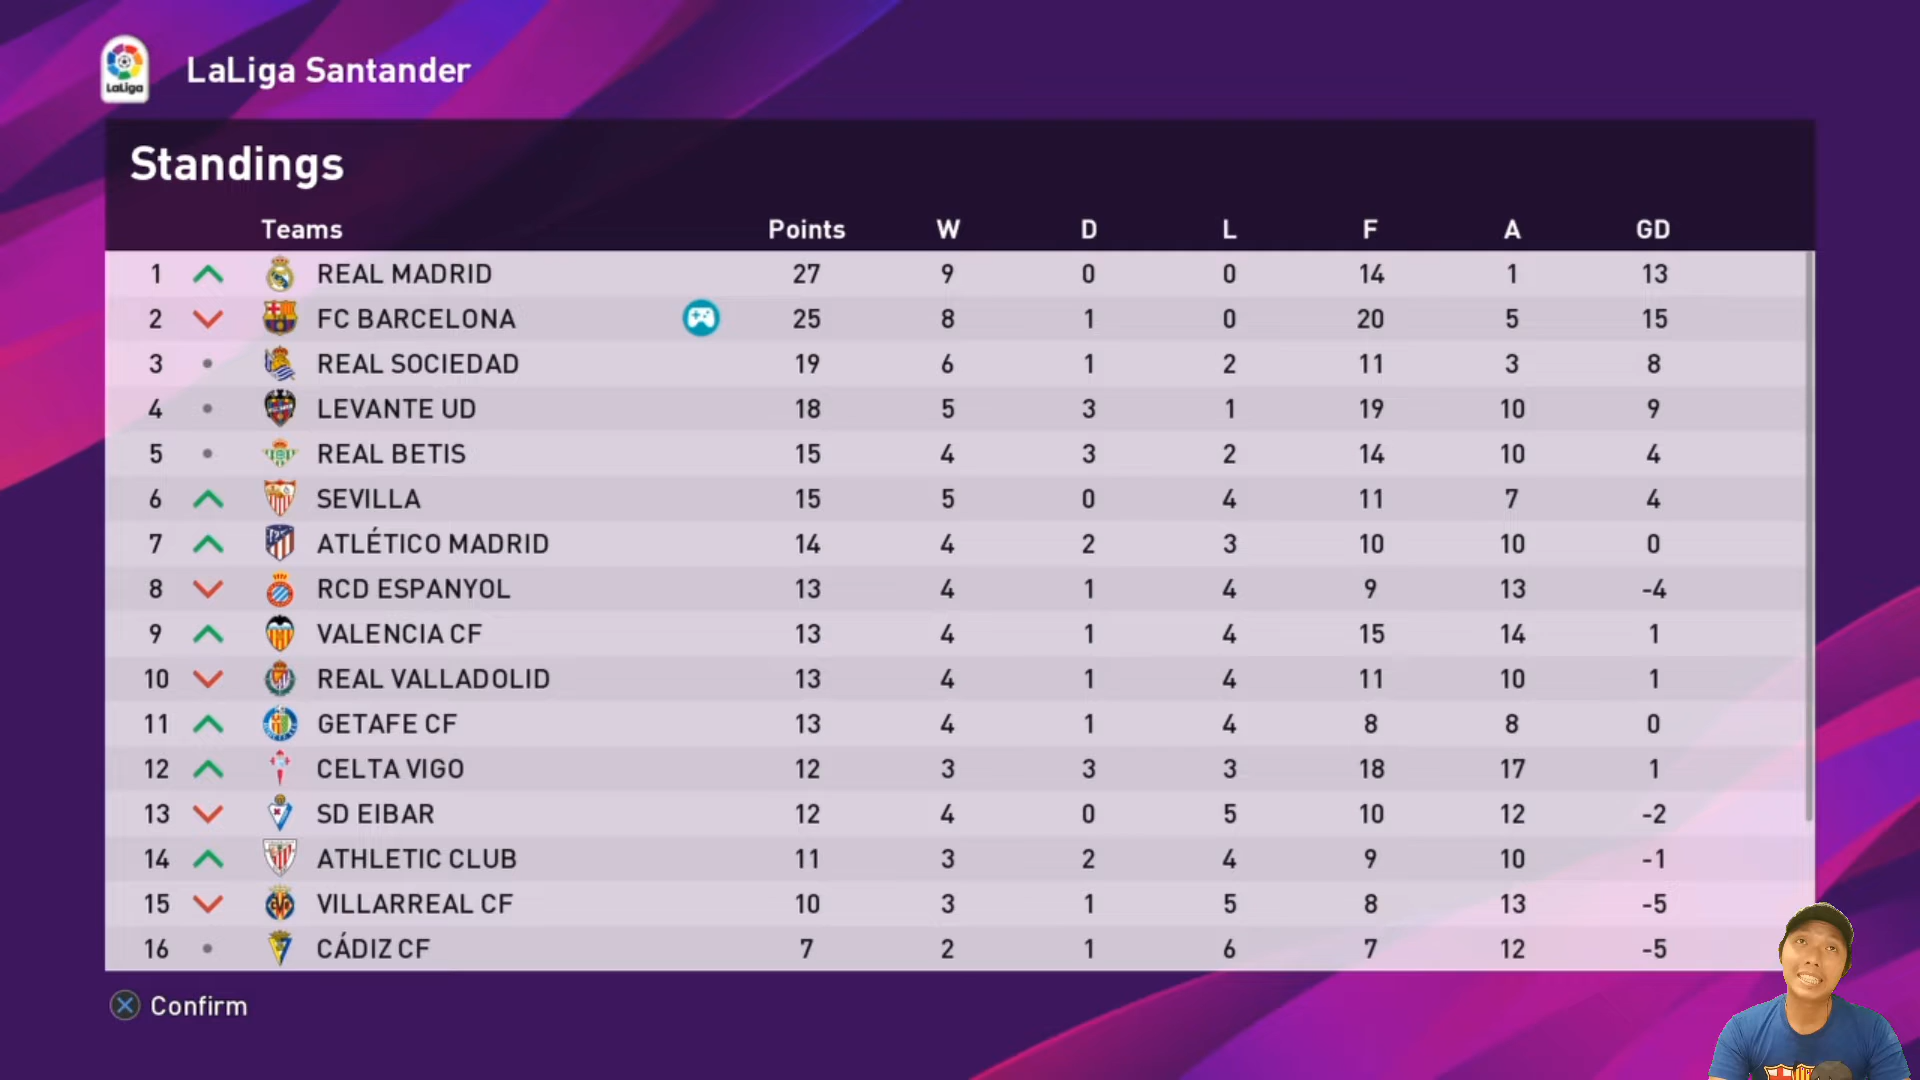 LaLiga
LaLiga Santander
Standings
Teams Points W D L F A GD
1 REAL MADRID 27 9 0 0 14 1 13
2 FC BARCELONA 25 8 1 0 20 5 15
3 REAL SOCIEDAD 19 6 1 2 11 3 8
4 LEVANTE UD 18 5 3 1 19 10 9
5 REAL BETIS 15 4 3 2 14 10 4
6 SEVILLA 15 5 0 4 11 7 4
7 ATLÉTICO MADRID 14 4 2 3 10 10 0
8 RCD ESPANYOL 13 4 1 4 9 13 -4
9 VALENCIA CF 13 4 1 4 15 14 1
10 REAL VALLADOLID 13 4 1 4 11 10 1
11 GETAFE CF 13 4 1 4 8 8 0
12 CELTA VIGO 12 3 3 3 18 17 1
13 SD EIBAR 12 4 0 5 10 12 -2
14 ATHLETIC CLUB 11 3 2 4 9 10 -1
15 VILLARREAL CF 10 3 1 5 8 13 -5
16 CÁDIZ CF 7 2 1 6 7 12 -5
Confirm